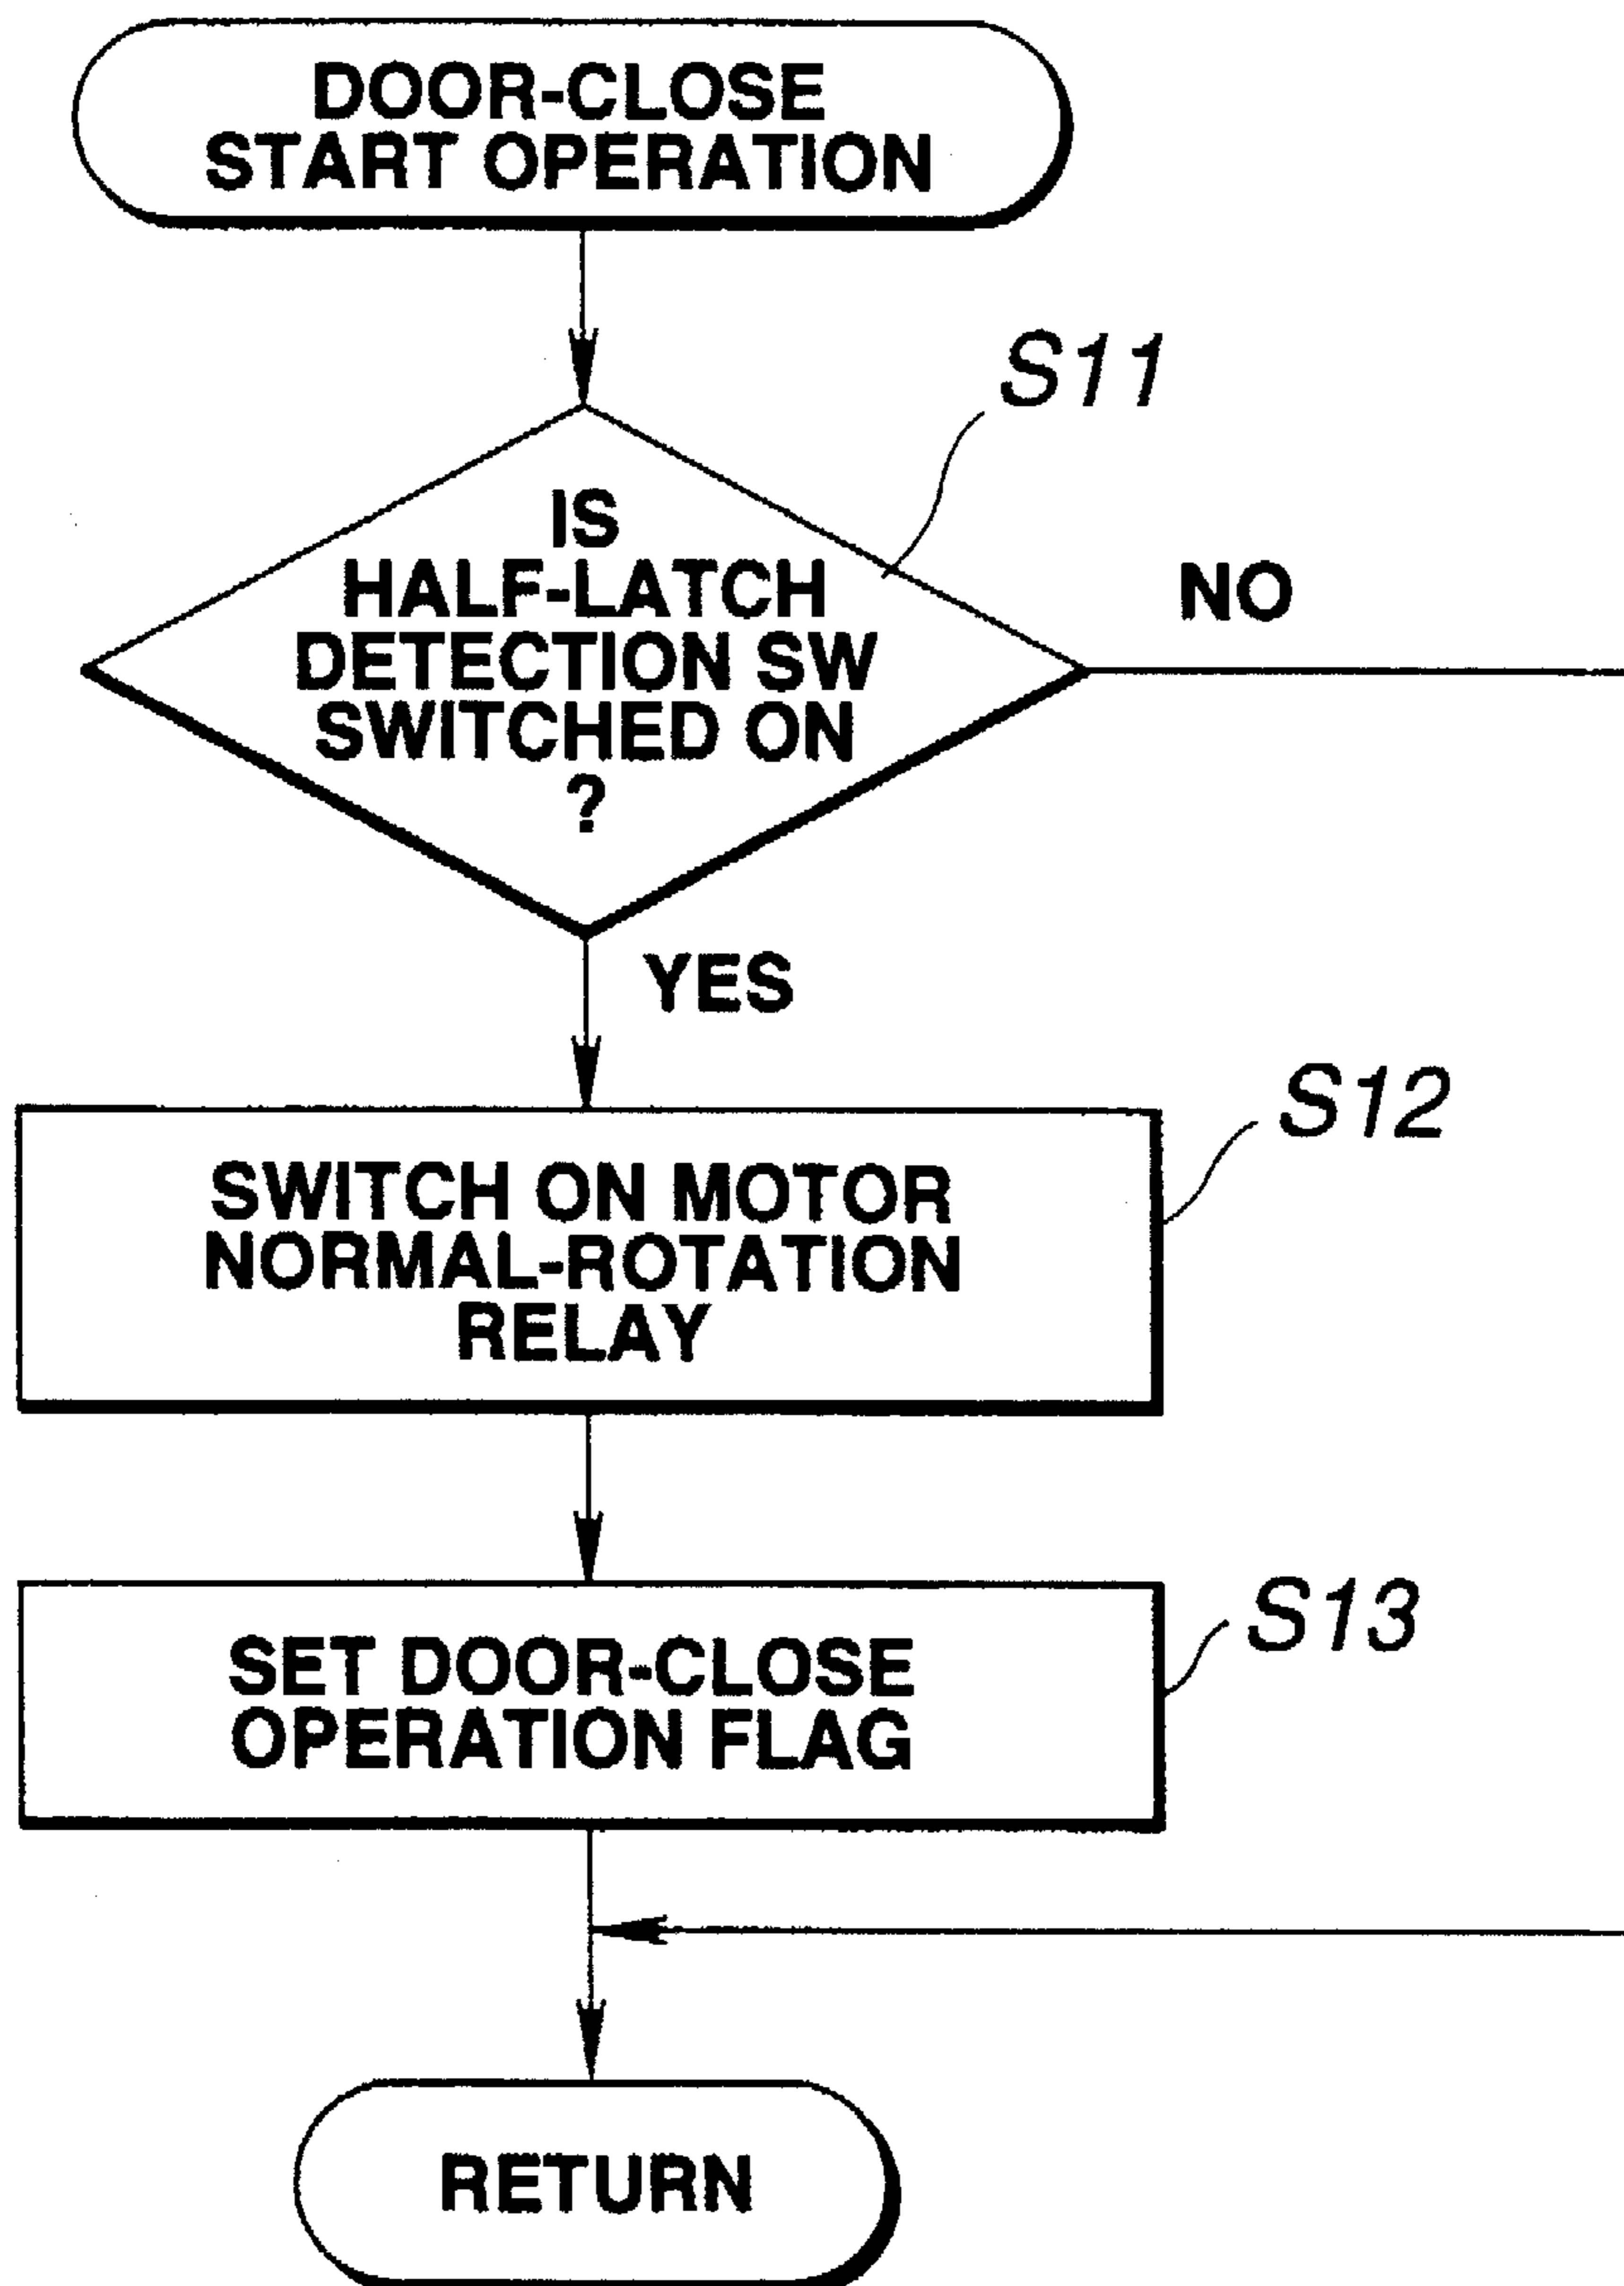 DOOR-CLOSE
START OPERATION
S11
IS
HALF-LATCH
DETECTION SW
SWITCHED ON
?
NO
YES
S12
SWITCH ON MOTOR
NORMAL-ROTATION
RELAY
S13
SET DOOR-CLOSE
OPERATION FLAG
RETURN